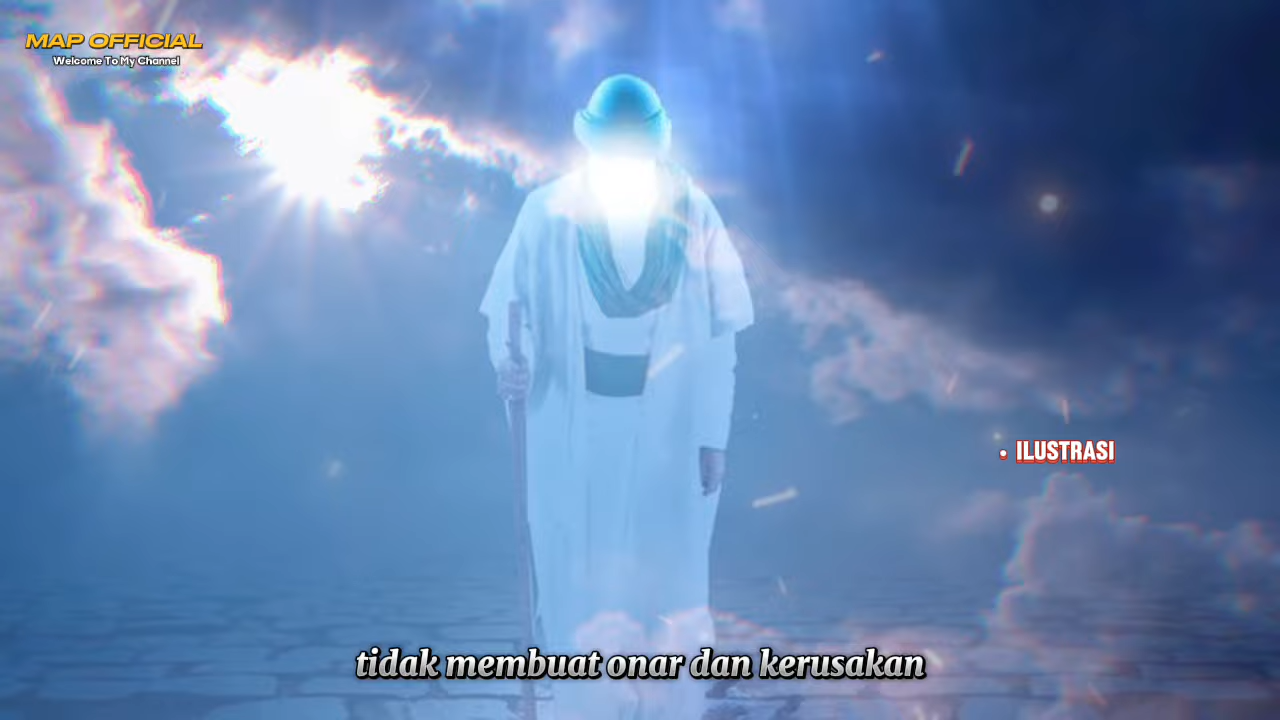 MAP OFFICIAL
Welcome To My Channel
• ILUSTRASI
tidak membuat onar dan kerusakan